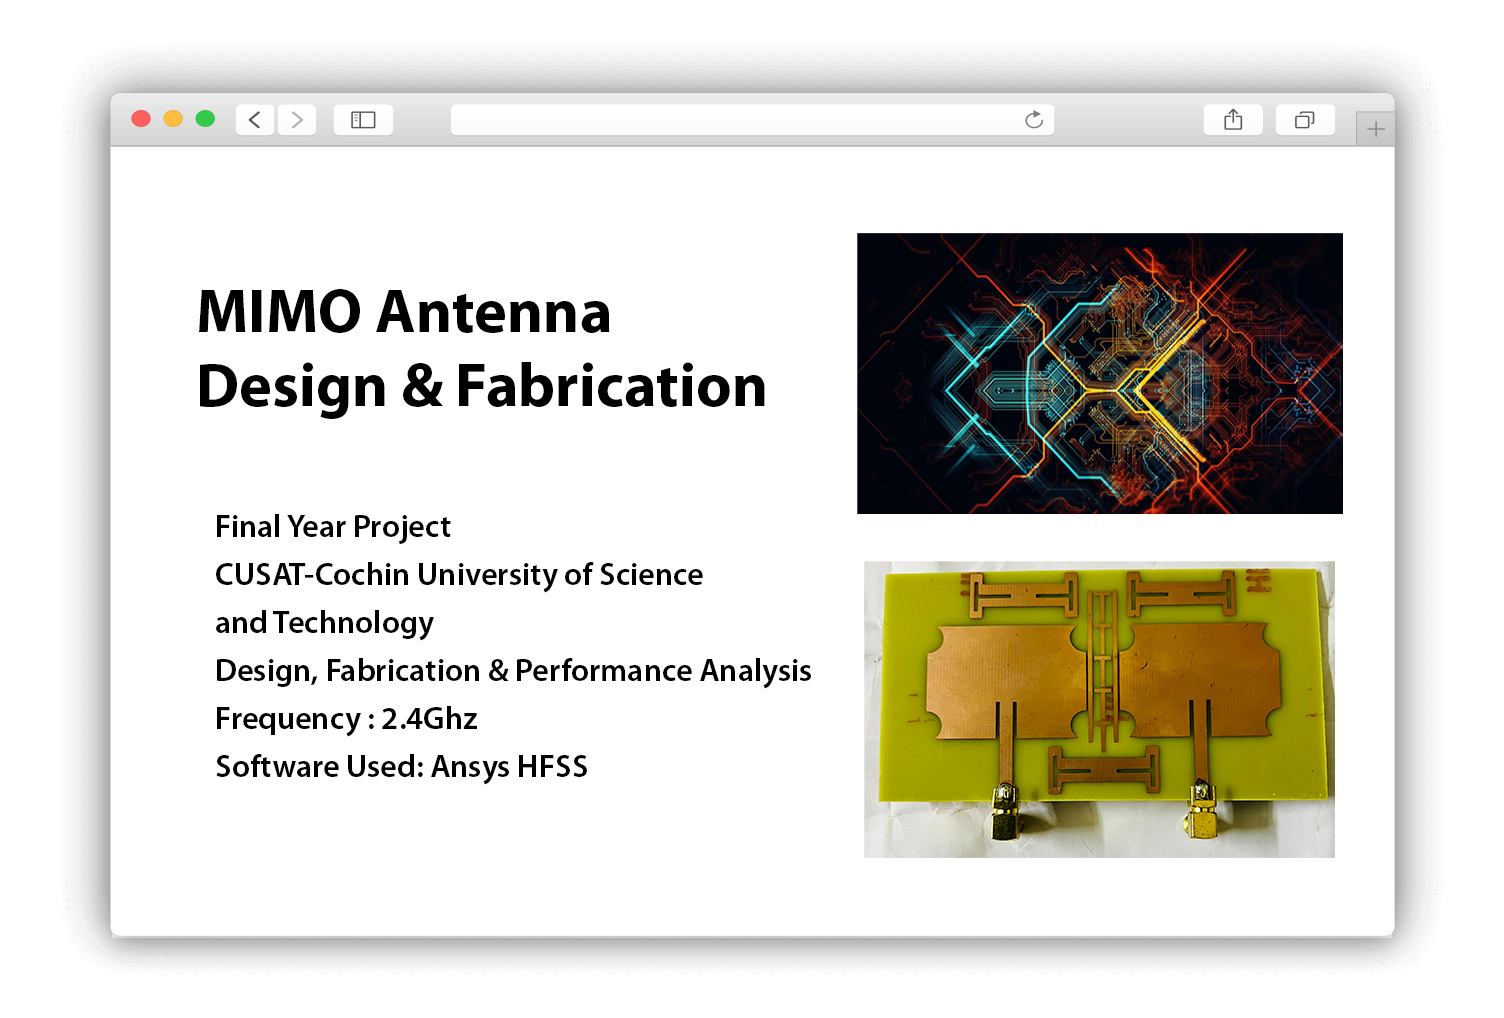 MIMO Antenna
Design & Fabrication
Final Year Project
CUSAT-Cochin University of Science
and Technology
Design, Fabrication & Performance Analysis
Frequency : 2.4Ghz
Software Used: Ansys HFSS